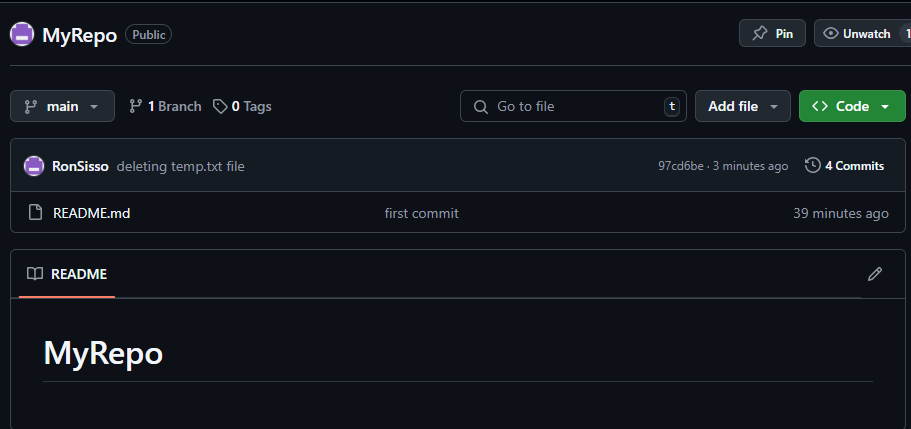 MyRepo Public Pin Unwatch 1
main 1 Branch 0 Tags Go to file t Add file Code
RonSisso deleting temp.txt file 97cd6be · 3 minutes ago 4 Commits
README.md first commit 39 minutes ago
README
MyRepo